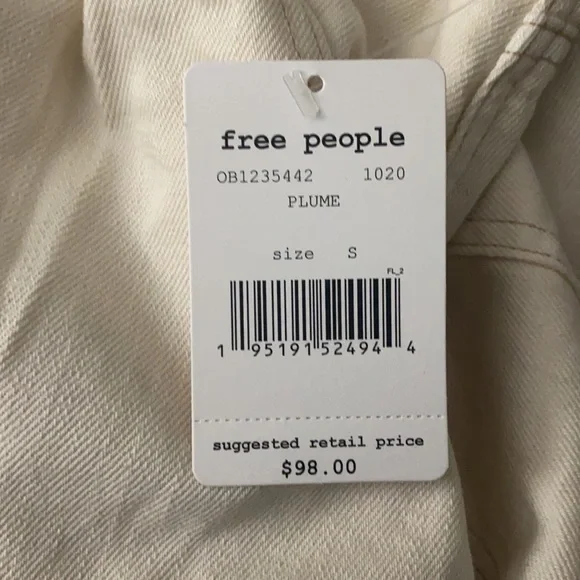 free people
OB1235442 1020
PLUME
size S
FL_2
1 95191 52494 4
suggested retail price
$98.00